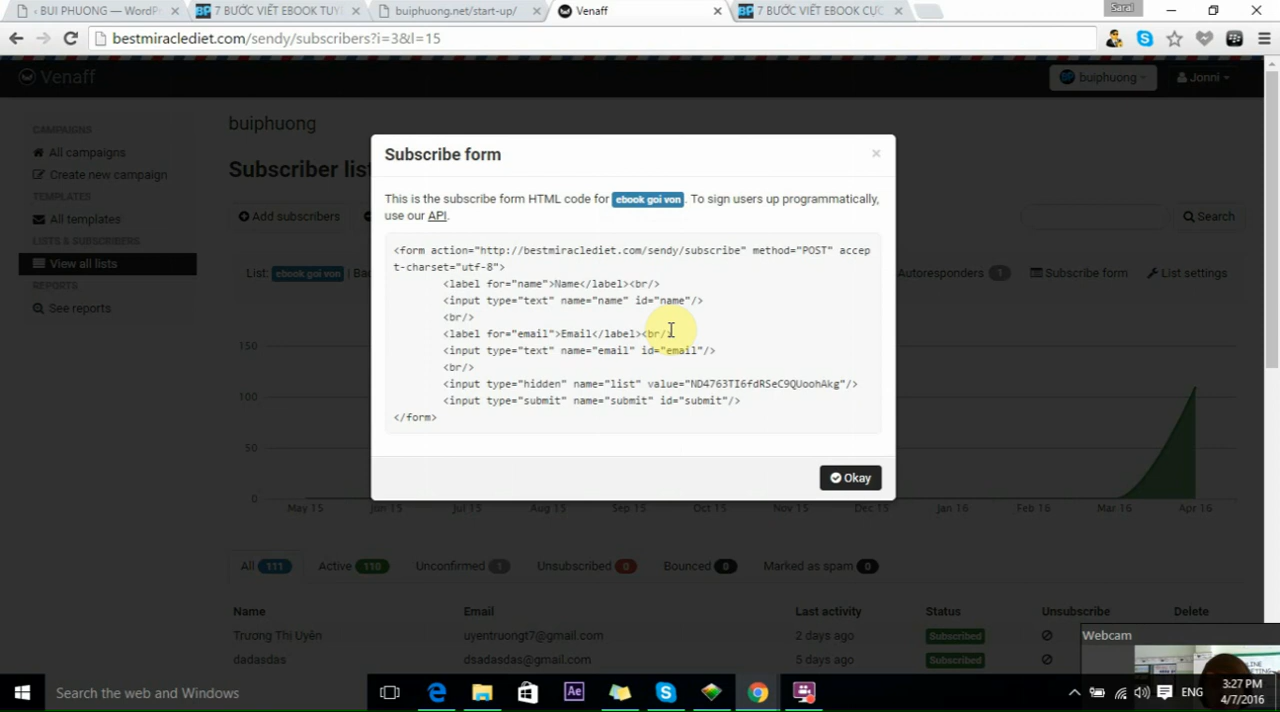 ‹ BUI PHUONG — WordP
7 BƯỚC VIẾT EBOOK TUY
buiphuong.net/start-up/
Venaff
7 BƯỚC VIẾT EBOOK CỰC
Saral
bestmiraclediet.com/sendy/subscribers?i=3&l=15
Venaff
buiphuong
Jonni
CAMPAIGNS
All campaigns
Create new campaign
TEMPLATES
All templates
LISTS & SUBSCRIBERS
View all lists
REPORTS
See reports
buiphuong
Subscriber list
Add subscribers
Search
List: ebook goi von | Bac
Autoresponders 1
Subscribe form
List settings
Subscribe form
×
This is the subscribe form HTML code for ebook goi von . To sign users up programmatically,
use our API.
<form action="http://bestmiraclediet.com/sendy/subscribe" method="POST" accep
t-charset="utf-8">
<label for="name">Name</label><br/>
<input type="text" name="name" id="name"/>
<br/>
<label for="email">Email</label><br/>
<input type="text" name="email" id="email"/>
<br/>
<input type="hidden" name="list" value="ND4763TI6fdRSeC9QUoohAkg"/>
<input type="submit" name="submit" id="submit"/>
</form>
Okay
150
100
50
0
May 15 Jun 15 Jul 15 Aug 15 Sep 15 Oct 15 Nov 15 Dec 15 Jan 16 Feb 16 Mar 16 Apr 16
All 111 Active 110 Unconfirmed 1 Unsubscribed 0 Bounced 0 Marked as spam 0
Name Email Last activity Status Unsubscribe Delete
Trương Thị Uyên uyentruongt7@gmail.com 2 days ago Subscribed
dadasdas dsadasdas@gmail.com 5 days ago Subscribed
Webcam
Search the web and Windows
Ae
ENG
3:27 PM
4/7/2016